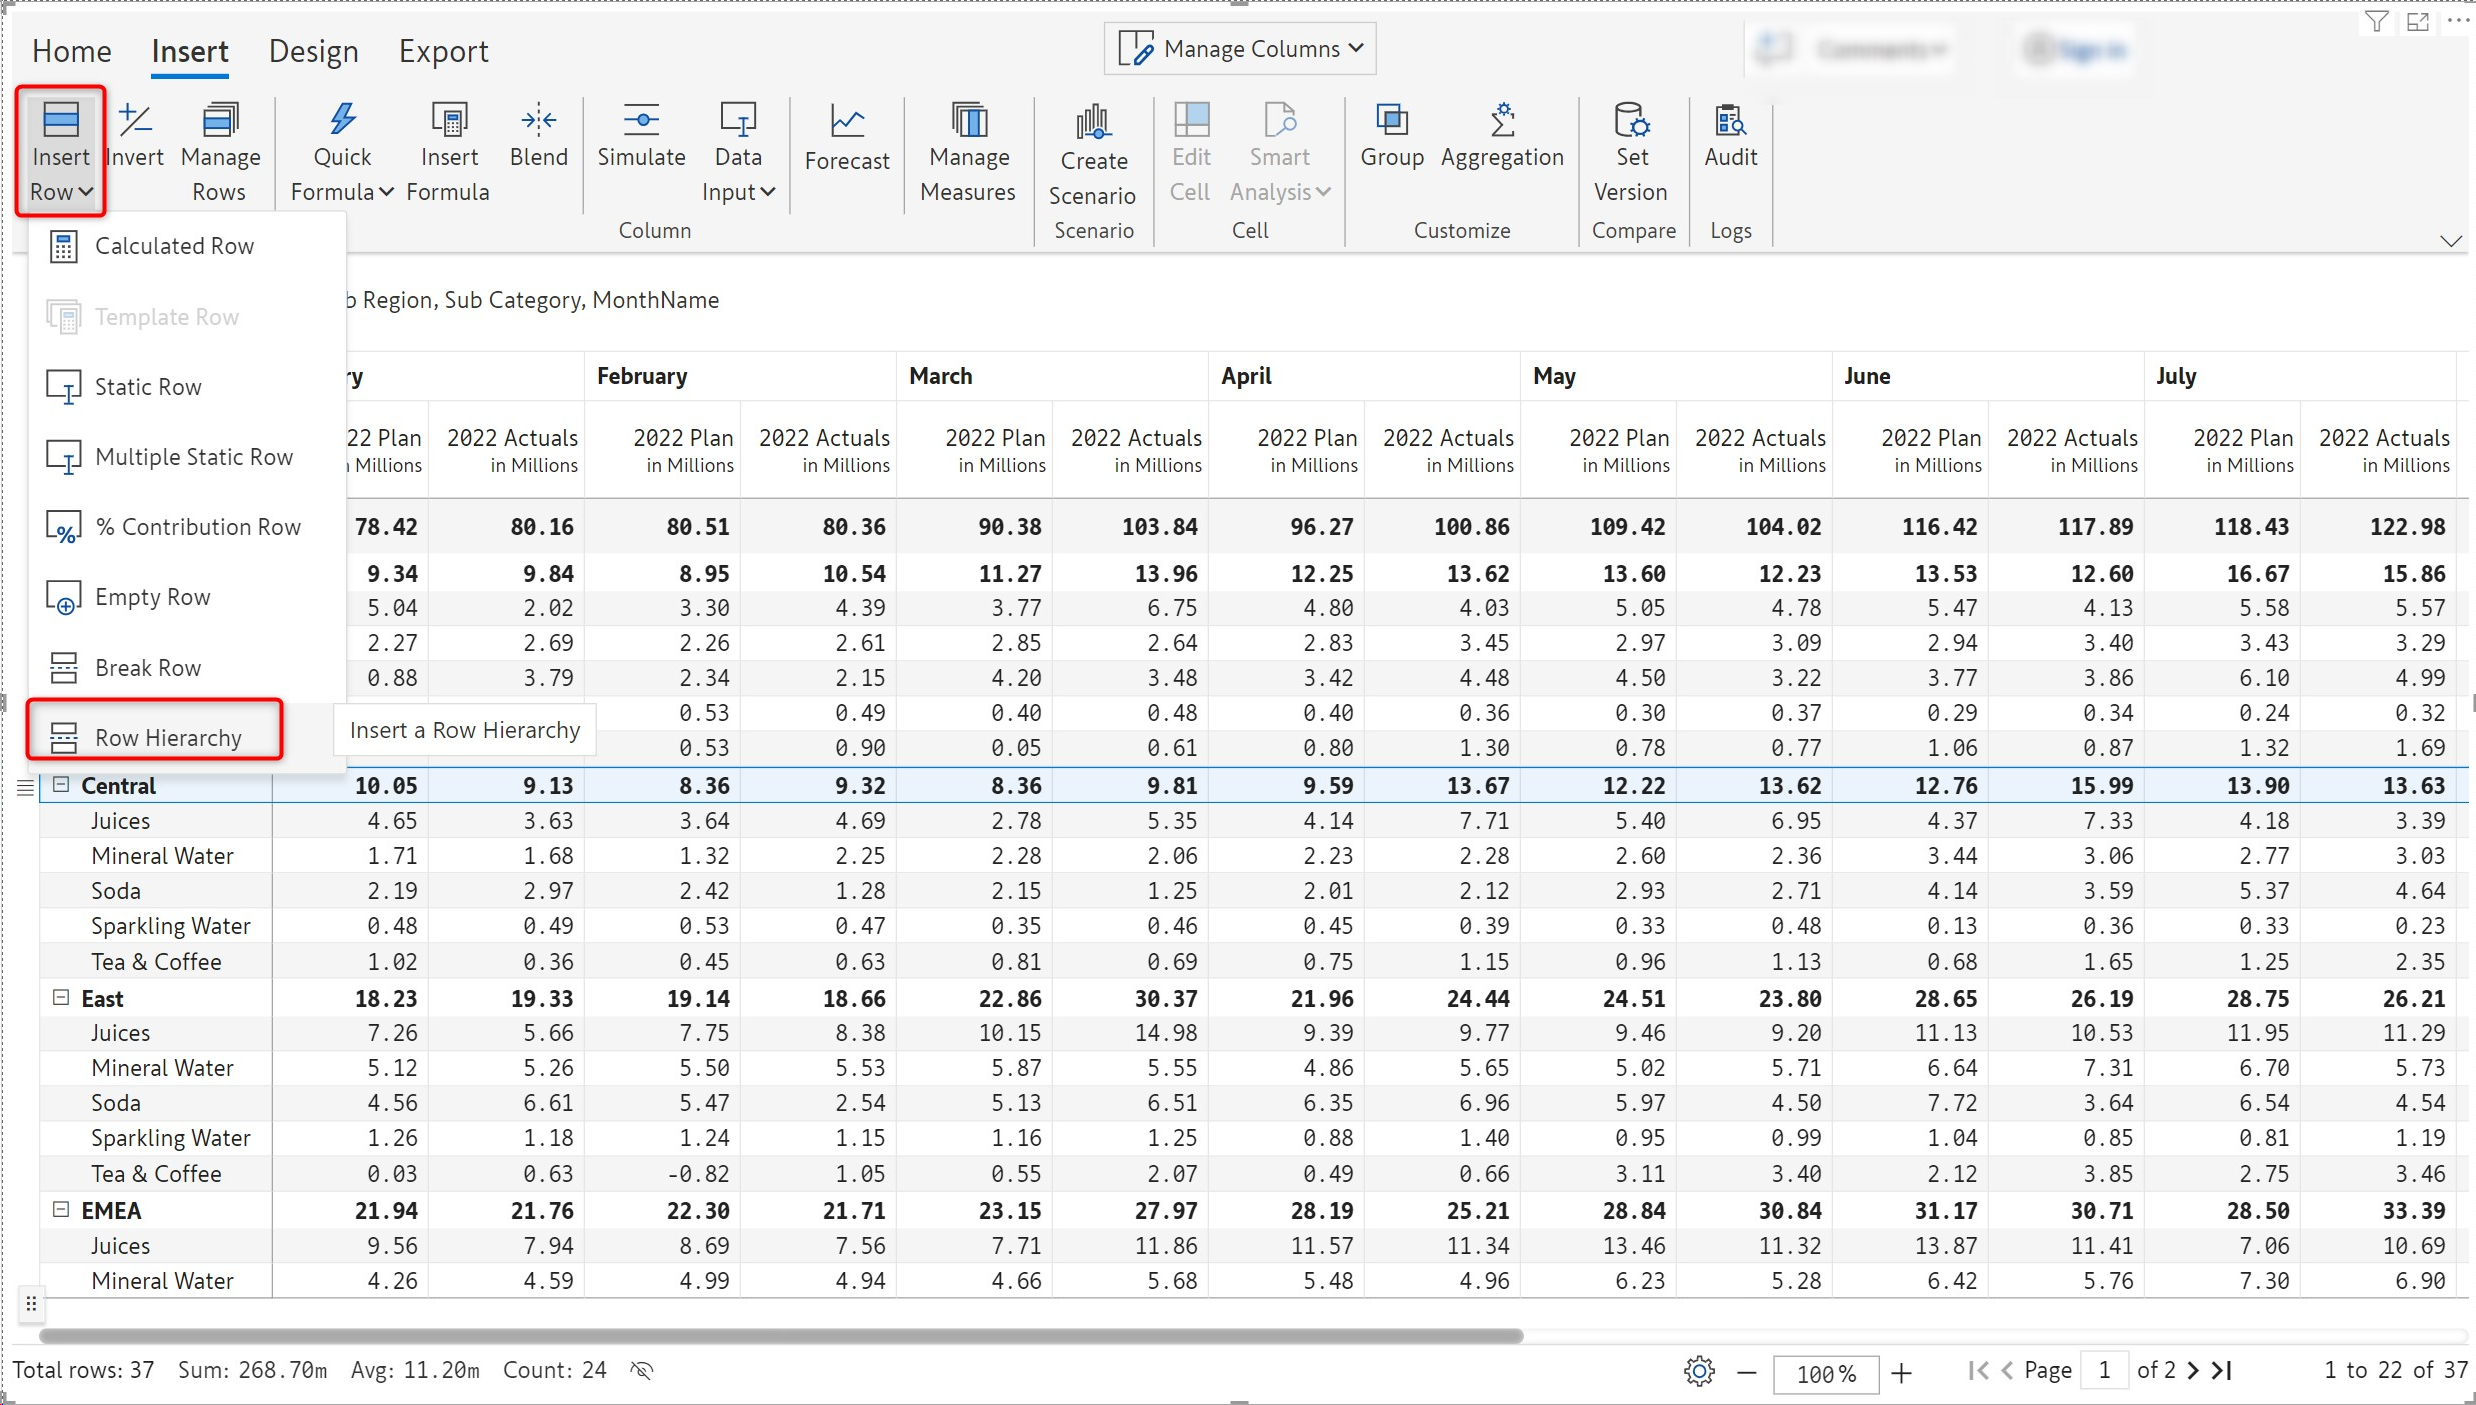 Home Insert Design Export Manage Columns Comments Sign in
Insert Row Invert Manage Rows Quick Formula Insert Formula Blend Simulate Data Input Forecast Manage Measures Create Scenario Edit Cell Smart Analysis Group Aggregation Set Version Audit
Column Scenario Cell Customize Compare Logs
Calculated Row
Template Row
Static Row
Multiple Static Row
% Contribution Row
Empty Row
Break Row
Row Hierarchy
Insert a Row Hierarchy
b Region, Sub Category, MonthName
ry February March April May June July
22 Plan 2022 Actuals 2022 Plan 2022 Actuals 2022 Plan 2022 Actuals 2022 Plan 2022 Actuals 2022 Plan 2022 Actuals 2022 Plan 2022 Actuals 2022 Plan 2022 Actuals
Millions in Millions in Millions in Millions in Millions in Millions in Millions in Millions in Millions in Millions in Millions in Millions in Millions in Millions
78.42 80.16 80.51 80.36 90.38 103.84 96.27 100.86 109.42 104.02 116.42 117.89 118.43 122.98
9.34 9.84 8.95 10.54 11.27 13.96 12.25 13.62 13.60 12.23 13.53 12.60 16.67 15.86
5.04 2.02 3.30 4.39 3.77 6.75 4.80 4.03 5.05 4.78 5.47 4.13 5.58 5.57
2.27 2.69 2.26 2.61 2.85 2.64 2.83 3.45 2.97 3.09 2.94 3.40 3.43 3.29
0.88 3.79 2.34 2.15 4.20 3.48 3.42 4.48 4.50 3.22 3.77 3.86 6.10 4.99
0.53 0.49 0.40 0.48 0.40 0.36 0.30 0.37 0.29 0.34 0.24 0.32
0.53 0.90 0.05 0.61 0.80 1.30 0.78 0.77 1.06 0.87 1.32 1.69
Central 10.05 9.13 8.36 9.32 8.36 9.81 9.59 13.67 12.22 13.62 12.76 15.99 13.90 13.63
Juices 4.65 3.63 3.64 4.69 2.78 5.35 4.14 7.71 5.40 6.95 4.37 7.33 4.18 3.39
Mineral Water 1.71 1.68 1.32 2.25 2.28 2.06 2.23 2.28 2.60 2.36 3.44 3.06 2.77 3.03
Soda 2.19 2.97 2.42 1.28 2.15 1.25 2.01 2.12 2.93 2.71 4.14 3.59 5.37 4.64
Sparkling Water 0.48 0.49 0.53 0.47 0.35 0.46 0.45 0.39 0.33 0.48 0.13 0.36 0.33 0.23
Tea & Coffee 1.02 0.36 0.45 0.63 0.81 0.69 0.75 1.15 0.96 1.13 0.68 1.65 1.25 2.35
East 18.23 19.33 19.14 18.66 22.86 30.37 21.96 24.44 24.51 23.80 28.65 26.19 28.75 26.21
Juices 7.26 5.66 7.75 8.38 10.15 14.98 9.39 9.77 9.46 9.20 11.13 10.53 11.95 11.29
Mineral Water 5.12 5.26 5.50 5.53 5.87 5.55 4.86 5.65 5.02 5.71 6.64 7.31 6.70 5.73
Soda 4.56 6.61 5.47 2.54 5.13 6.51 6.35 6.96 5.97 4.50 7.72 3.64 6.54 4.54
Sparkling Water 1.26 1.18 1.24 1.15 1.16 1.25 0.88 1.40 0.95 0.99 1.04 0.85 0.81 1.19
Tea & Coffee 0.03 0.63 -0.82 1.05 0.55 2.07 0.49 0.66 3.11 3.40 2.12 3.85 2.75 3.46
EMEA 21.94 21.76 22.30 21.71 23.15 27.97 28.19 25.21 28.84 30.84 31.17 30.71 28.50 33.39
Juices 9.56 7.94 8.69 7.56 7.71 11.86 11.57 11.34 13.46 11.32 13.87 11.41 7.06 10.69
Mineral Water 4.26 4.59 4.99 4.94 4.66 5.68 5.48 4.96 6.23 5.28 6.42 5.76 7.30 6.90
Total rows: 37 Sum: 268.70m Avg: 11.20m Count: 24 100% Page 1 of 2 1 to 22 of 37